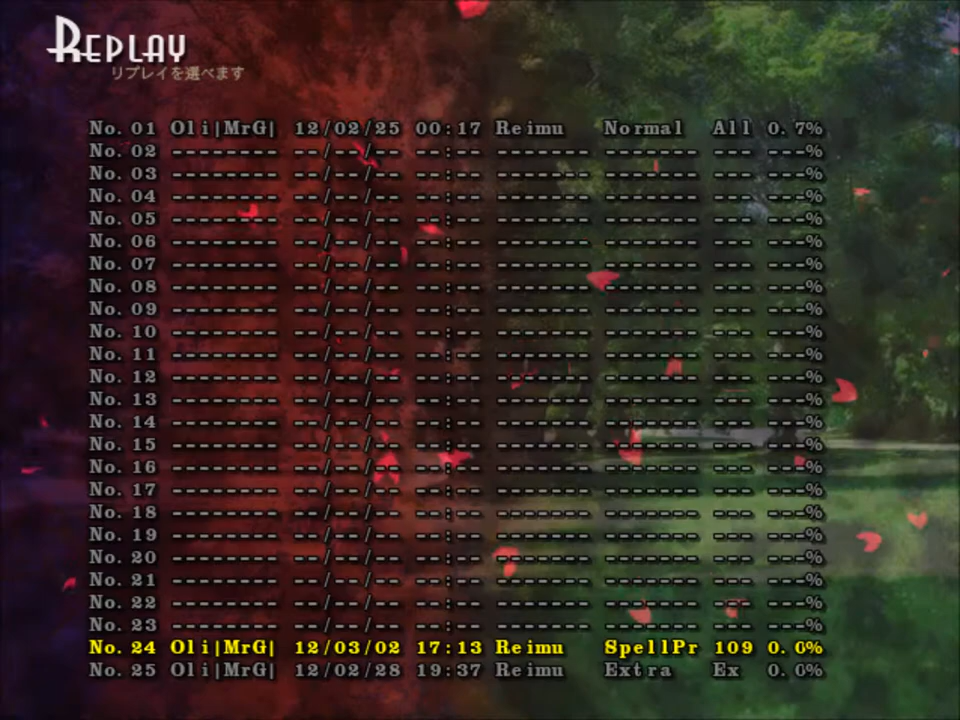 REPLAY
リプレイを選べます
No. 01 Oli|MrG| 12/02/25 00:17 Reimu Normal All 0.7%
No. 02 -------- --/--/-- --:-- ------- ------- --- ---%
No. 03 -------- --/--/-- --:-- ------- ------- --- ---%
No. 04 -------- --/--/-- --:-- ------- ------- --- ---%
No. 05 -------- --/--/-- --:-- ------- ------- --- ---%
No. 06 -------- --/--/-- --:-- ------- ------- --- ---%
No. 07 -------- --/--/-- --:-- ------- ------- --- ---%
No. 08 -------- --/--/-- --:-- ------- ------- --- ---%
No. 09 -------- --/--/-- --:-- ------- ------- --- ---%
No. 10 -------- --/--/-- --:-- ------- ------- --- ---%
No. 11 -------- --/--/-- --:-- ------- ------- --- ---%
No. 12 -------- --/--/-- --:-- ------- ------- --- ---%
No. 13 -------- --/--/-- --:-- ------- ------- --- ---%
No. 14 -------- --/--/-- --:-- ------- ------- --- ---%
No. 15 -------- --/--/-- --:-- ------- ------- --- ---%
No. 16 -------- --/--/-- --:-- ------- ------- --- ---%
No. 17 -------- --/--/-- --:-- ------- ------- --- ---%
No. 18 -------- --/--/-- --:-- ------- ------- --- ---%
No. 19 -------- --/--/-- --:-- ------- ------- --- ---%
No. 20 -------- --/--/-- --:-- ------- ------- --- ---%
No. 21 -------- --/--/-- --:-- ------- ------- --- ---%
No. 22 -------- --/--/-- --:-- ------- ------- --- ---%
No. 23 -------- --/--/-- --:-- ------- ------- --- ---%
No. 24 Oli|MrG| 12/03/02 17:13 Reimu SpellPr 109 0.0%
No. 25 Oli|MrG| 12/02/28 19:37 Reimu Extra Ex 0.0%